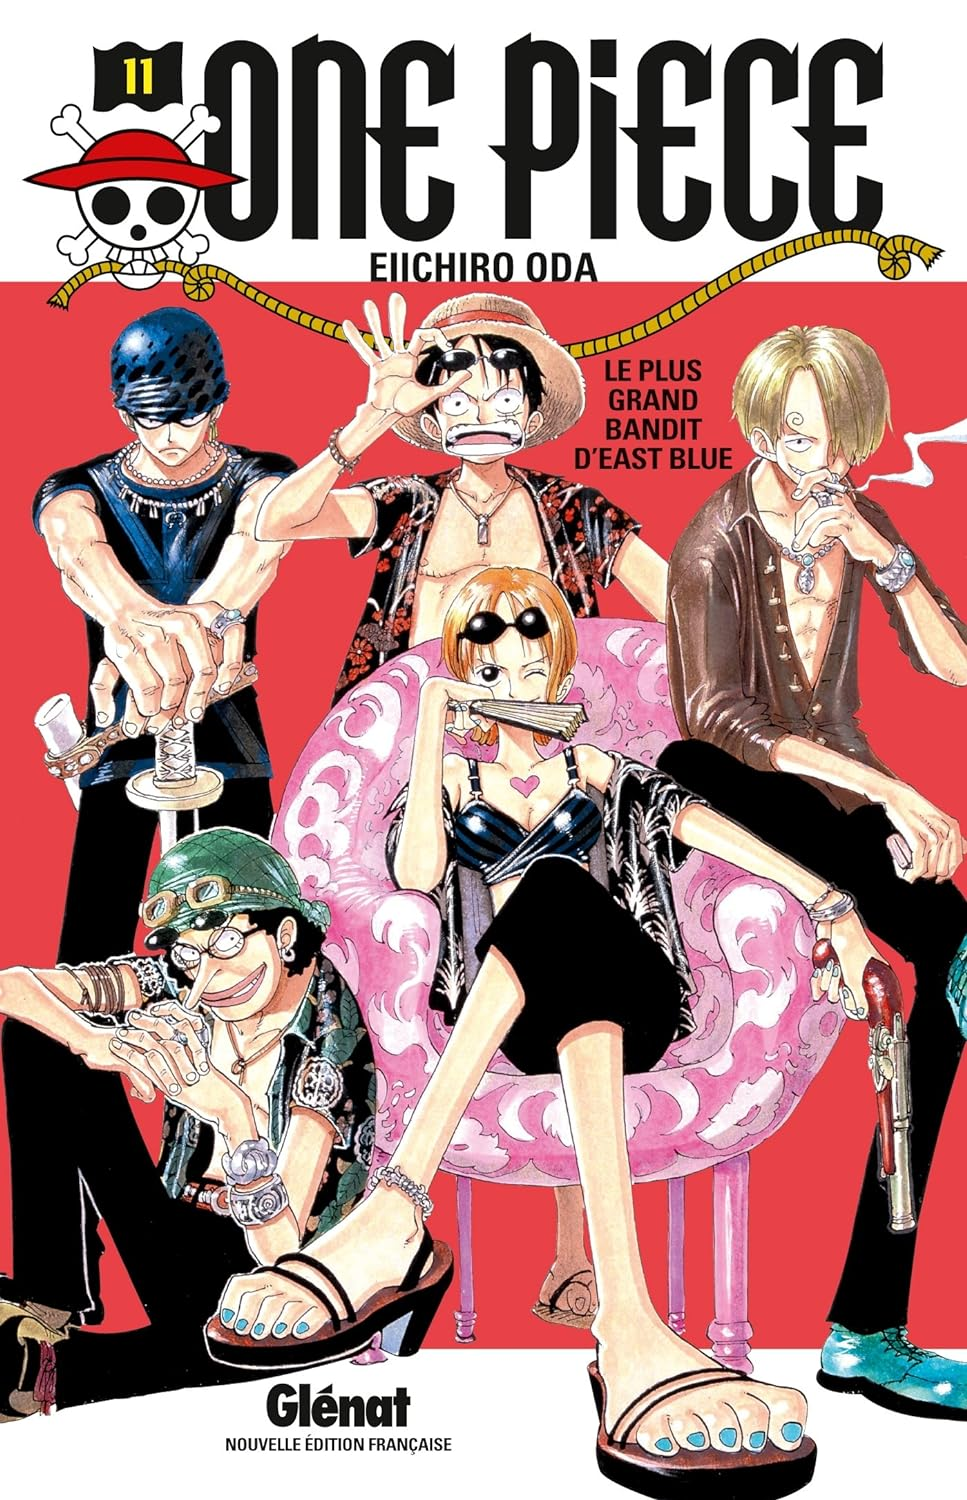 11
ONE PIECE
EIICHIRO ODA
LE PLUS
GRAND
BANDIT
D'EAST BLUE
Glénat
NOUVELLE ÉDITION FRANÇAISE